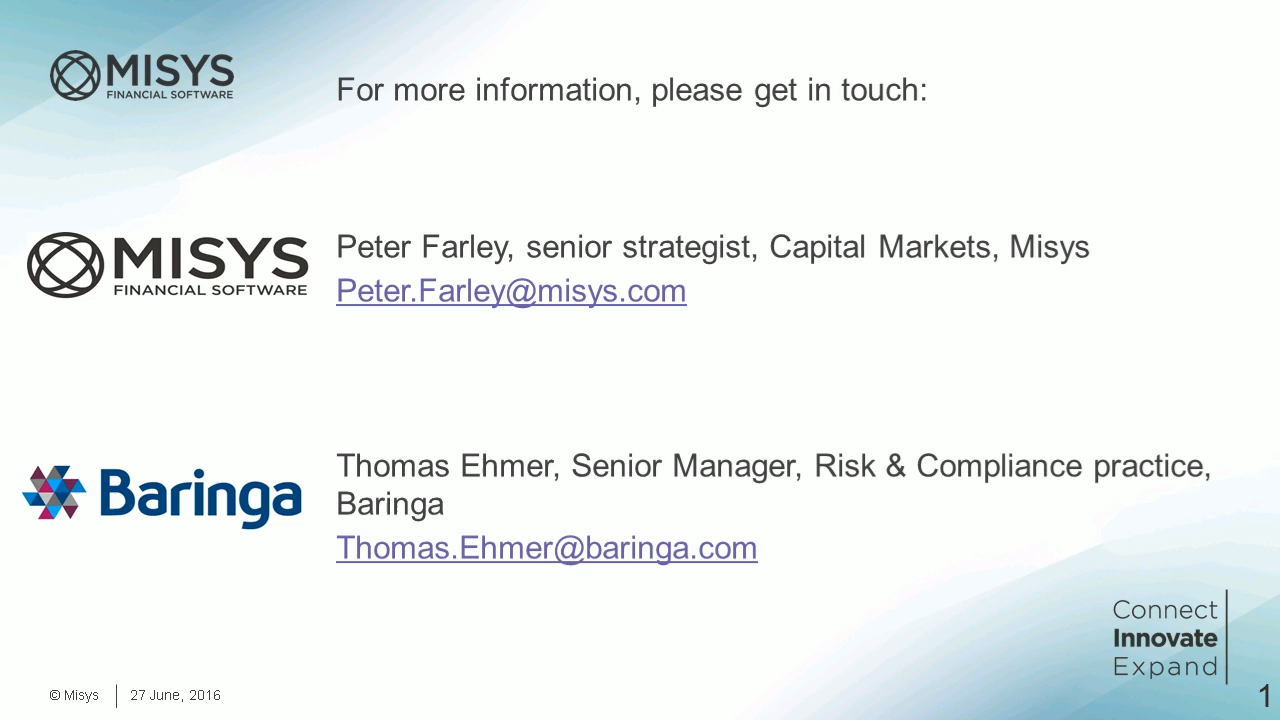 MISYS
FINANCIAL SOFTWARE
For more information, please get in touch:
MISYS
FINANCIAL SOFTWARE
Peter Farley, senior strategist, Capital Markets, Misys
Peter.Farley@misys.com
Baringa
Thomas Ehmer, Senior Manager, Risk & Compliance practice,
Baringa
Thomas.Ehmer@baringa.com
Connect
Innovate
Expand
© Misys
27 June, 2016
1